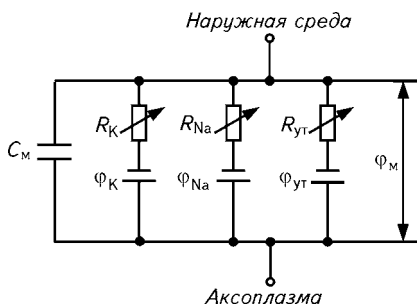 Наружная среда
R_K R_Na R_ут
C_м
φ_K φ_Na φ_ут φ_м
Аксоплазма